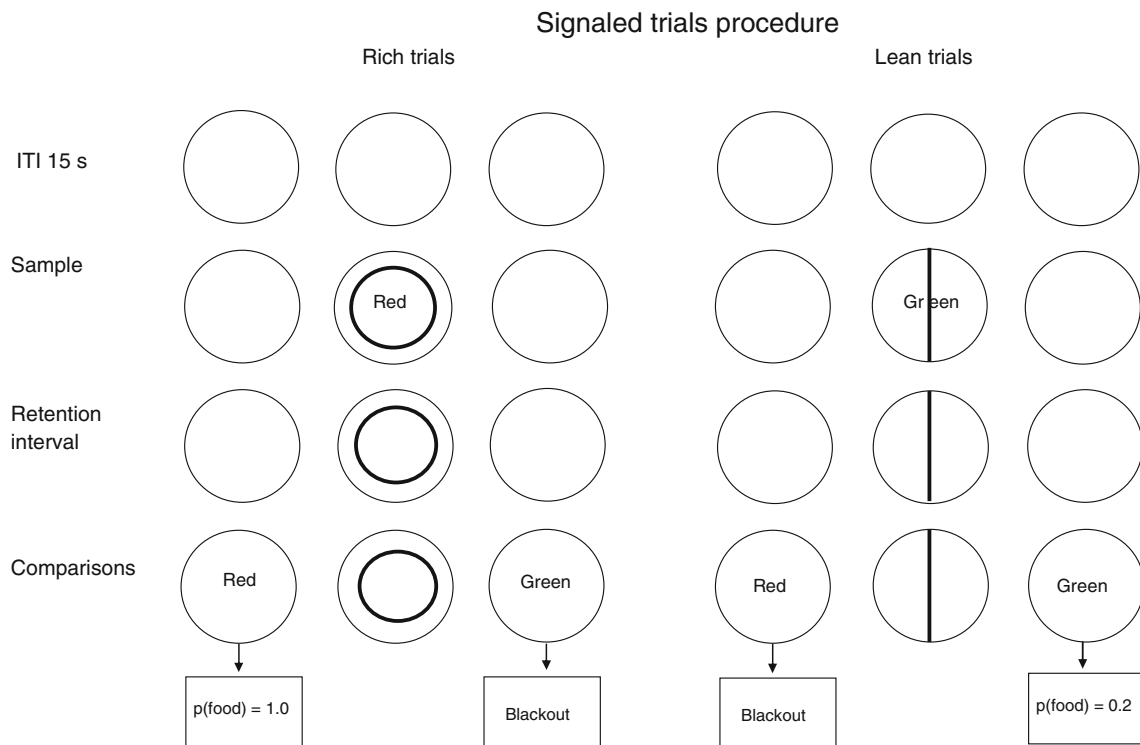 Signaled trials procedure
Rich trials
Lean trials
ITI 15 s
Sample
Red
Green
Retention
interval
Comparisons
Red
Green
Red
Green
p(food) = 1.0
Blackout
Blackout
p(food) = 0.2